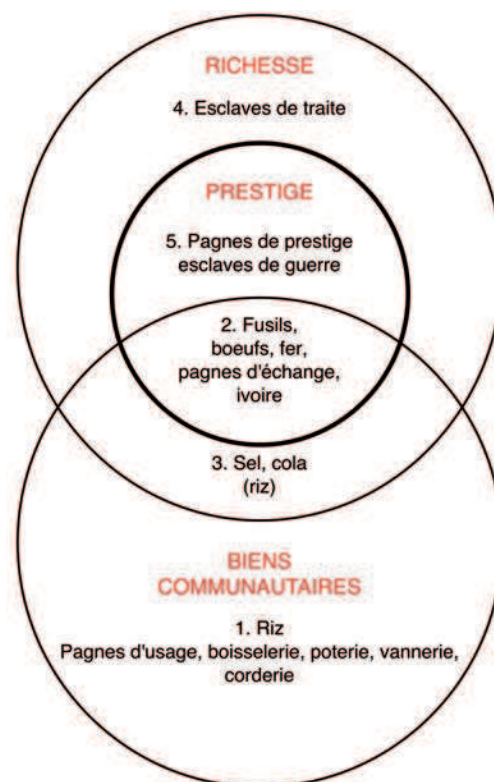 RICHESSE
4. Esclaves de traite
PRESTIGE
5. Pagnes de prestige
esclaves de guerre
2. Fusils,
boeufs, fer,
pagnes d'échange,
ivoire
3. Sel, cola
(riz)
BIENS
COMMUNAUTAIRES
1. Riz
Pagnes d'usage, boisselerie, poterie, vannerie,
corderie